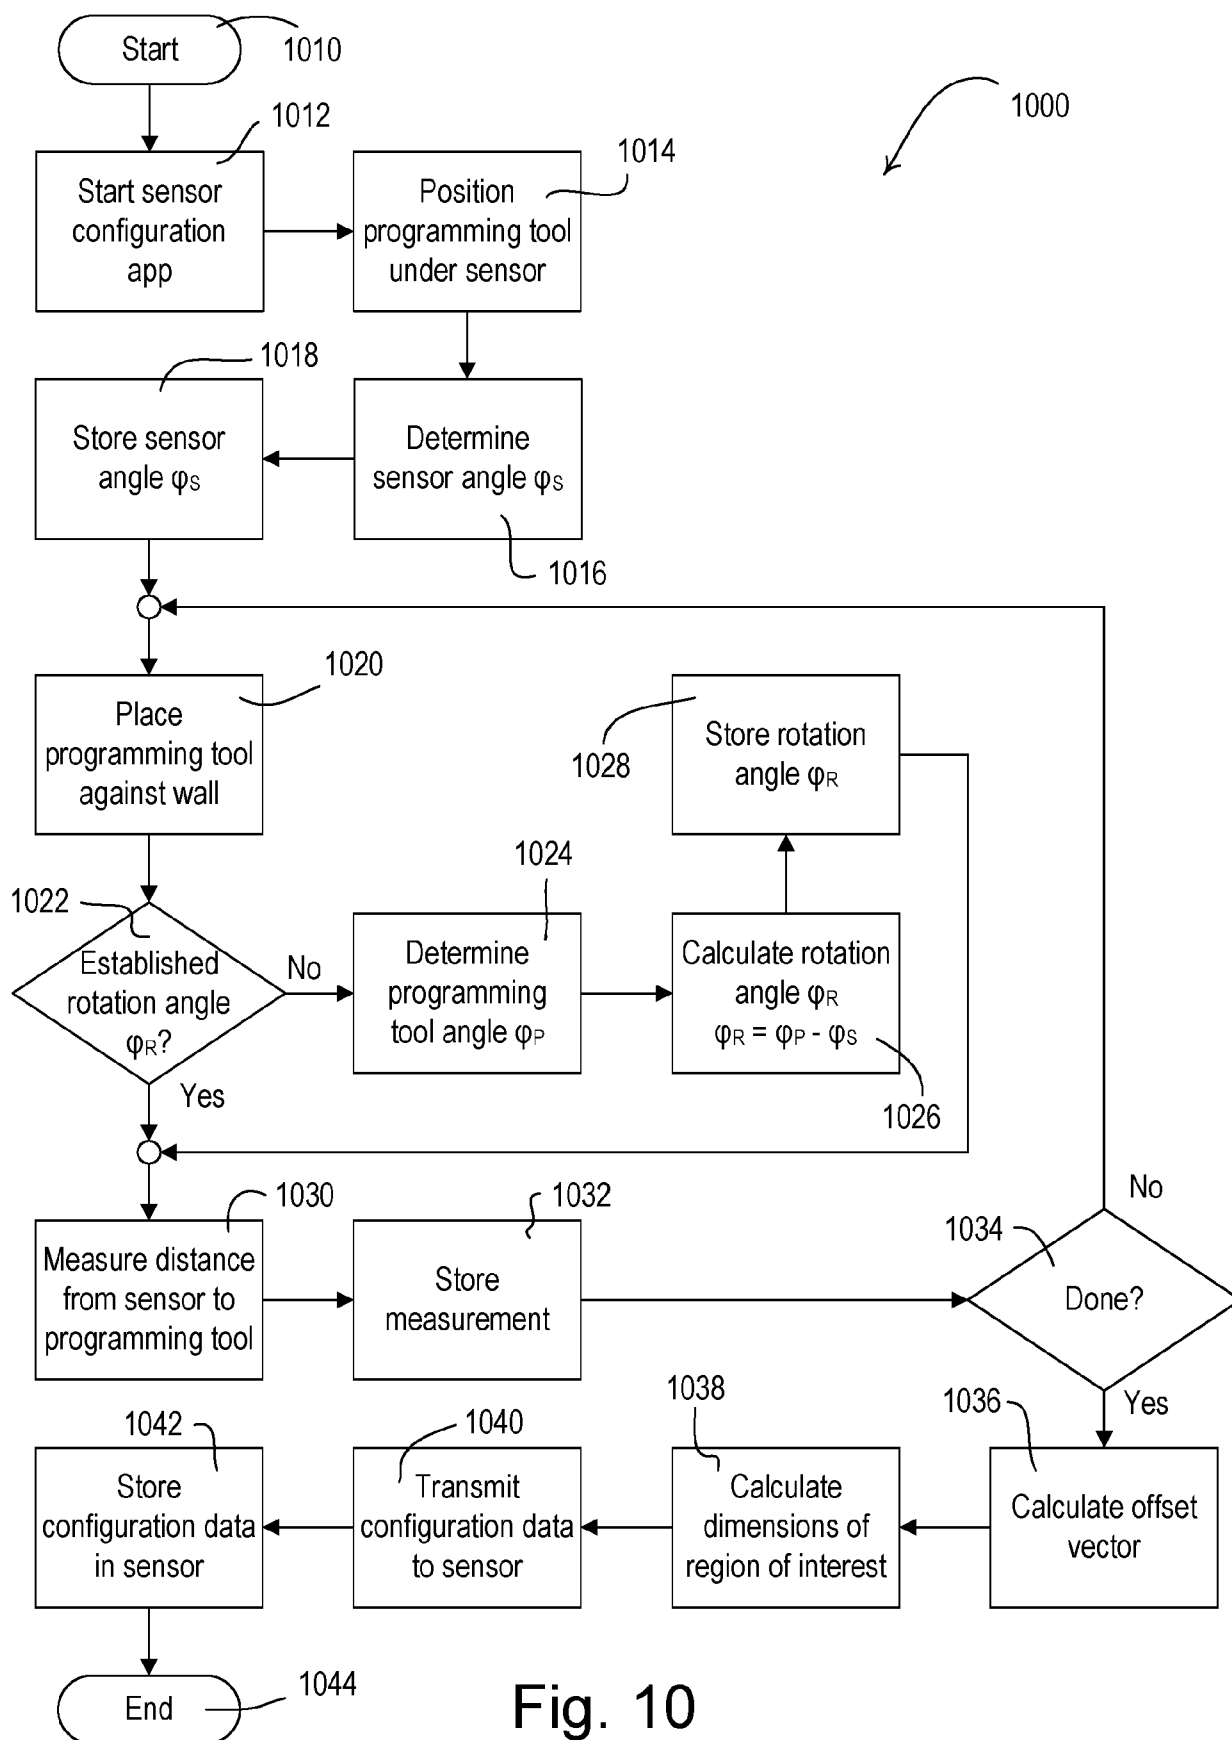 Start
1010
1000
1012
Start sensor
configuration
app
1014
Position
programming tool
under sensor
1018
Store sensor
angle φS
Determine
sensor angle φS
1016
1020
Place
programming tool
against wall
1028
Store rotation
angle φR
1022
Established
rotation angle
φR?
No
Yes
1024
Determine
programming
tool angle φP
Calculate rotation
angle φR
φR = φP - φS
1026
1030
Measure distance
from sensor to
programming tool
1032
Store
measurement
1034
Done?
No
Yes
1036
Calculate offset
vector
1038
Calculate
dimensions of
region of interest
1040
Transmit
configuration data
to sensor
1042
Store
configuration data
in sensor
End
1044
Fig. 10